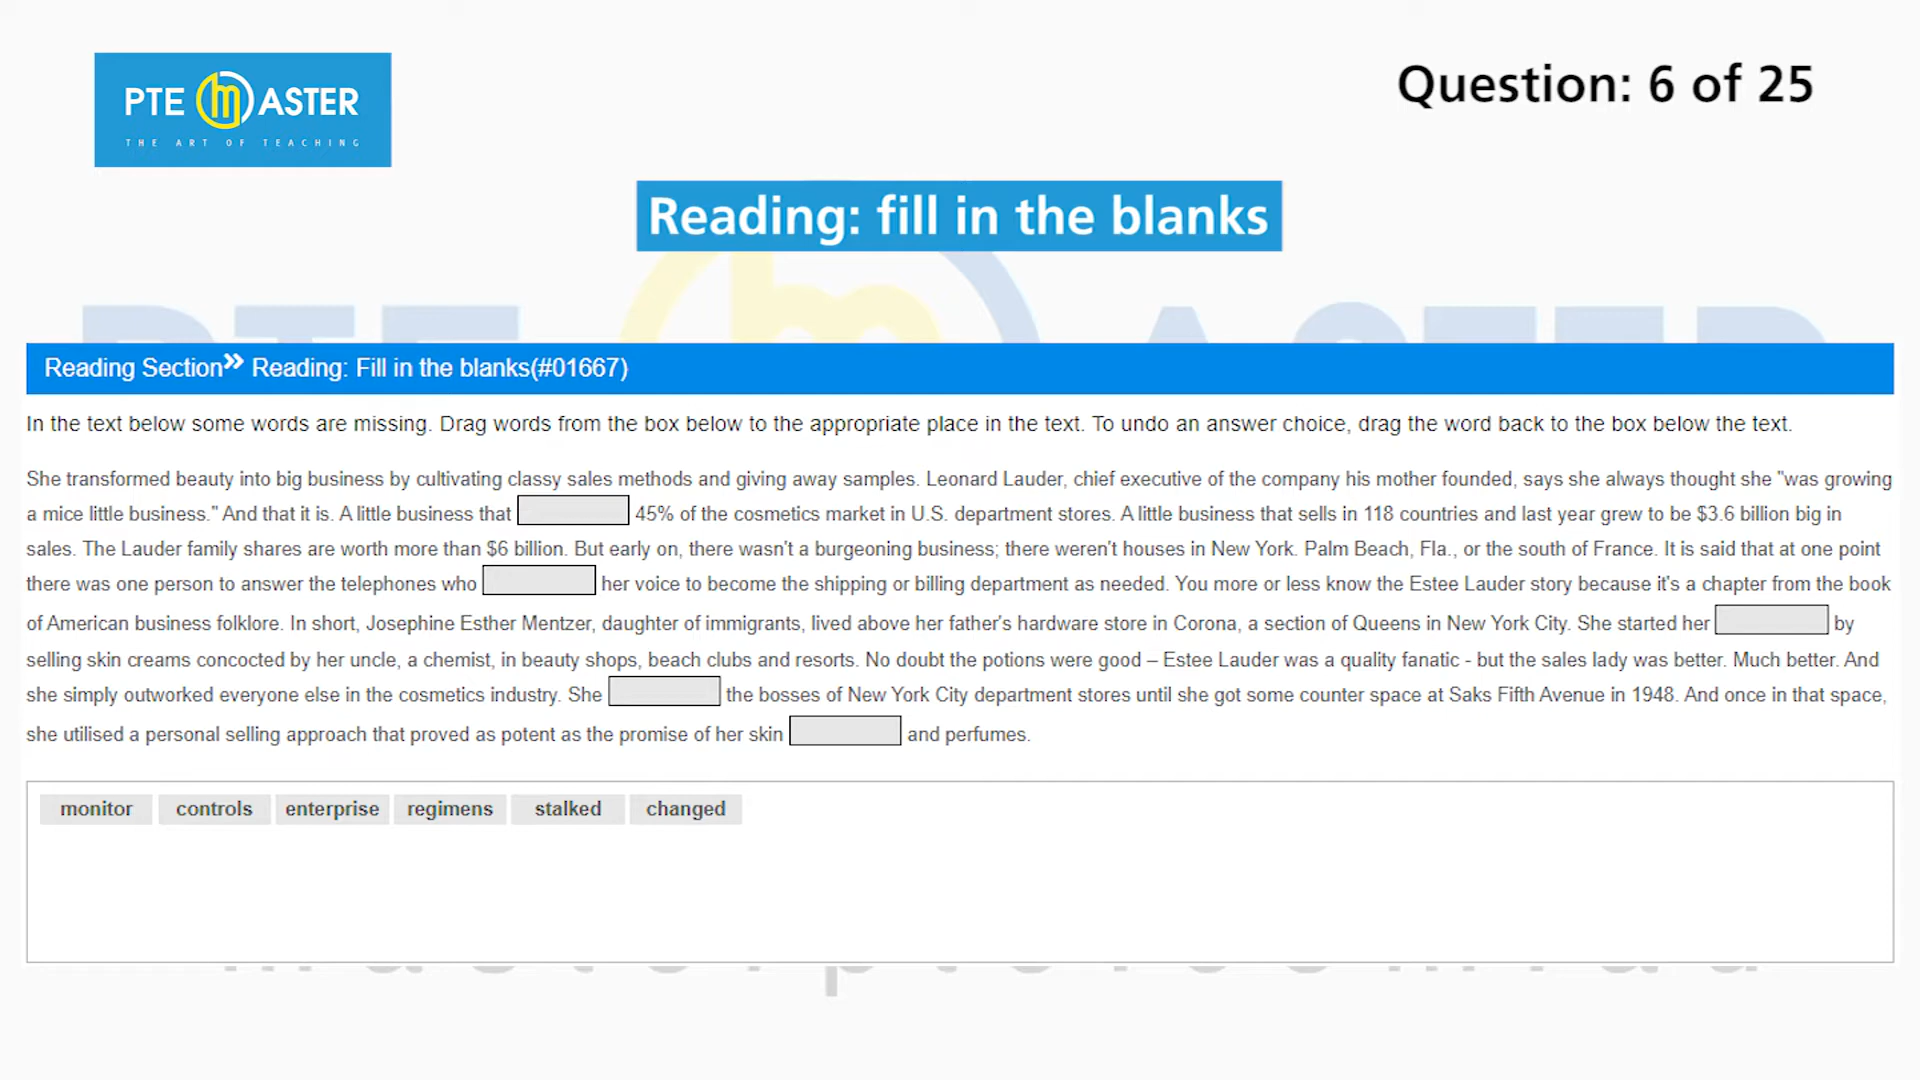 PTE MASTER
THE ART OF TEACHING
Question: 6 of 25
Reading: fill in the blanks
Reading Section» Reading: Fill in the blanks(#01667)
In the text below some words are missing. Drag words from the box below to the appropriate place in the text. To undo an answer choice, drag the word back to the box below the text.
She transformed beauty into big business by cultivating classy sales methods and giving away samples. Leonard Lauder, chief executive of the company his mother founded, says she always thought she "was growing
a mice little business." And that it is. A little business that 45% of the cosmetics market in U.S. department stores. A little business that sells in 118 countries and last year grew to be $3.6 billion big in
sales. The Lauder family shares are worth more than $6 billion. But early on, there wasn't a burgeoning business; there weren't houses in New York. Palm Beach, Fla., or the south of France. It is said that at one point
there was one person to answer the telephones who her voice to become the shipping or billing department as needed. You more or less know the Estee Lauder story because it's a chapter from the book
of American business folklore. In short, Josephine Esther Mentzer, daughter of immigrants, lived above her father's hardware store in Corona, a section of Queens in New York City. She started her by
selling skin creams concocted by her uncle, a chemist, in beauty shops, beach clubs and resorts. No doubt the potions were good – Estee Lauder was a quality fanatic - but the sales lady was better. Much better. And
she simply outworked everyone else in the cosmetics industry. She the bosses of New York City department stores until she got some counter space at Saks Fifth Avenue in 1948. And once in that space,
she utilised a personal selling approach that proved as potent as the promise of her skin and perfumes.
monitor controls enterprise regimens stalked changed